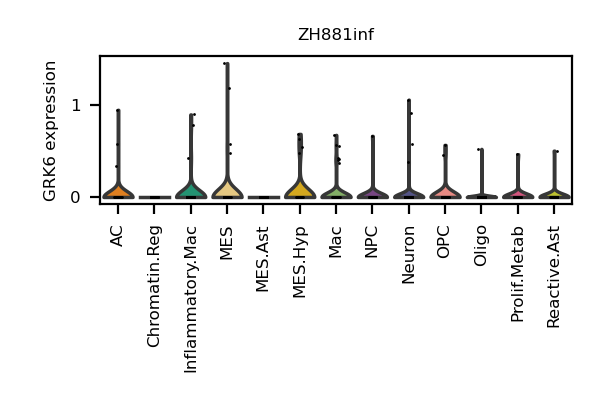 ZH881inf
GRK6 expression
1
0
AC
Chromatin.Reg
Inflammatory.Mac
MES
MES.Ast
MES.Hyp
Mac
NPC
Neuron
OPC
Oligo
Prolif.Metab
Reactive.Ast